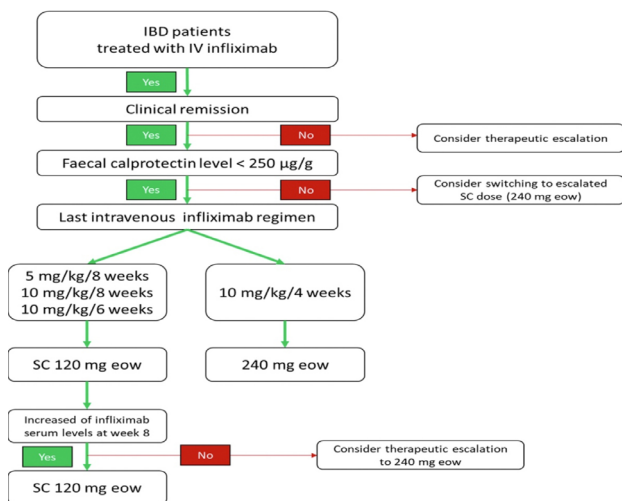 IBD patients
treated with IV infliximab
Yes
Clinical remission
Yes
No
Consider therapeutic escalation
Faecal calprotectin level < 250 µg/g
Yes
No
Consider switching to escalated
SC dose (240 mg eow)
Last intravenous infliximab regimen
5 mg/kg/8 weeks
10 mg/kg/8 weeks
10 mg/kg/6 weeks
10 mg/kg/4 weeks
SC 120 mg eow
240 mg eow
Increased of infliximab
serum levels at week 8
Yes
No
Consider therapeutic escalation
to 240 mg eow
SC 120 mg eow